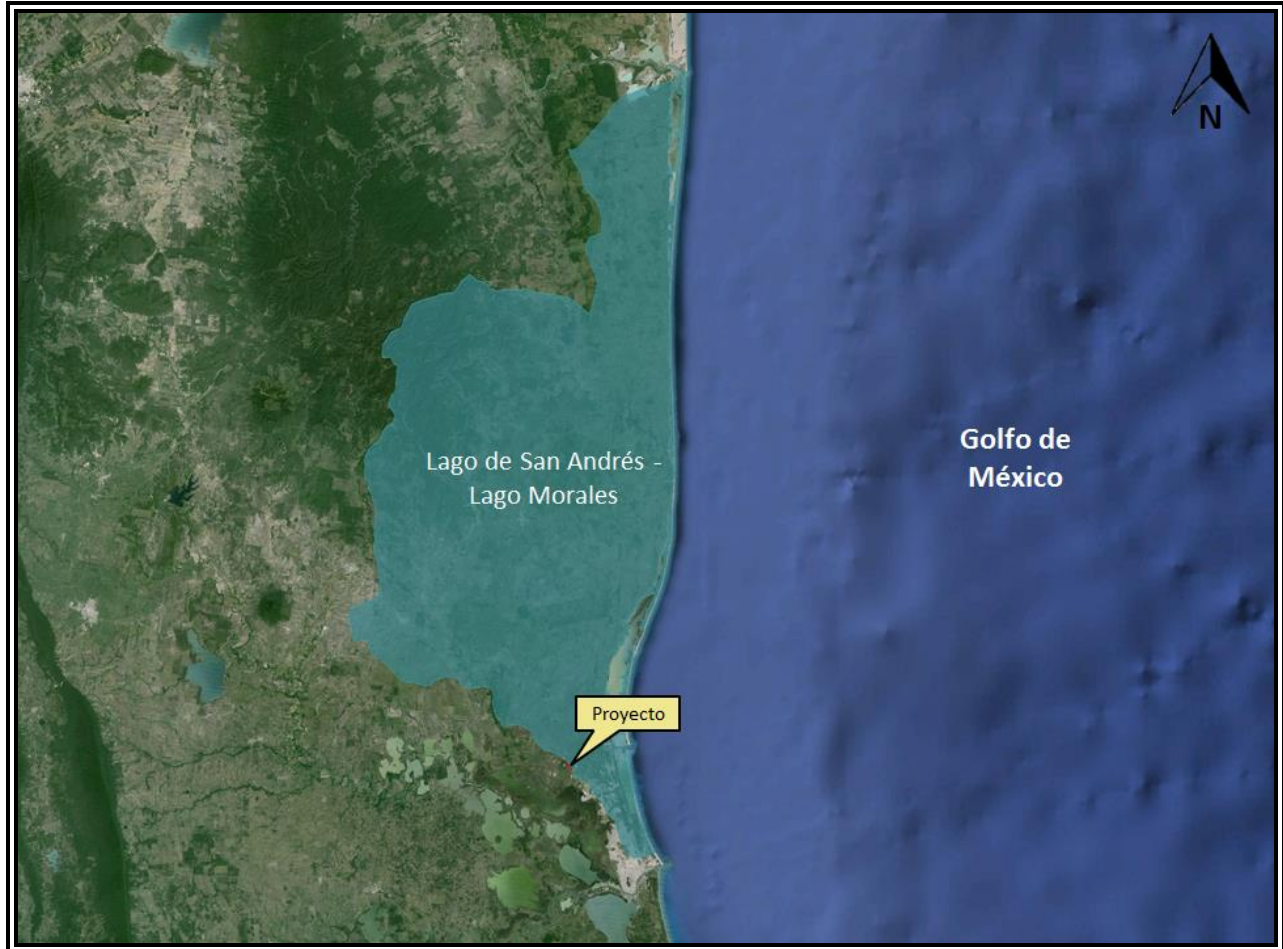 N
Lago de San Andrés -
Lago Morales
Golfo de
México
Proyecto